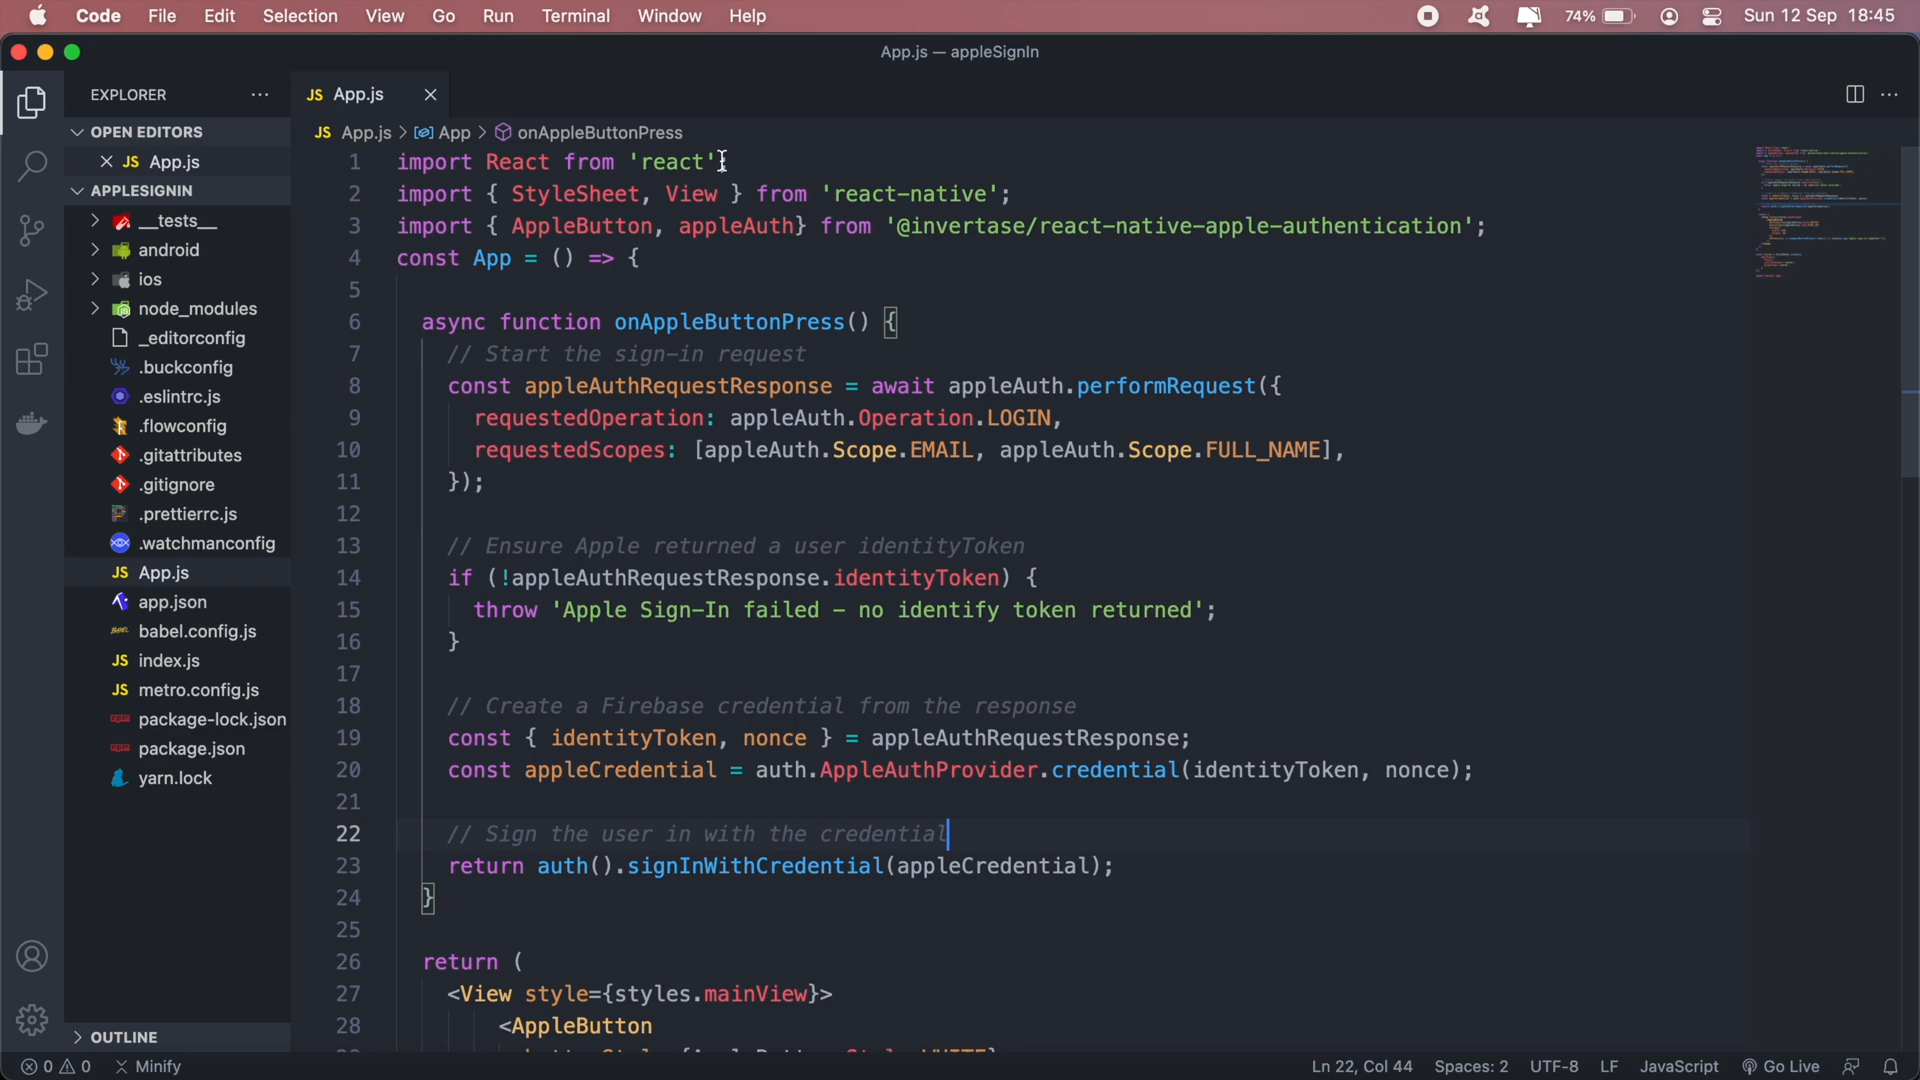 Code File Edit Selection View Go Run Terminal Window Help 74% Sun 12 Sep 18:45
App.js — appleSignIn
EXPLORER
JS App.js
OPEN EDITORS
JS App.js > App > onAppleButtonPress
JS App.js
APPLESIGNIN
__tests__
android
ios
node_modules
_editorconfig
.buckconfig
.eslintrc.js
.flowconfig
.gitattributes
.gitignore
.prettierrc.js
.watchmanconfig
JS App.js
app.json
babel.config.js
JS index.js
JS metro.config.js
package-lock.json
package.json
yarn.lock
OUTLINE
1 import React from 'react';
2 import { StyleSheet, View } from 'react-native';
3 import { AppleButton, appleAuth} from '@invertase/react-native-apple-authentication';
4 const App = () => {
5
6 async function onAppleButtonPress() {
7 // Start the sign-in request
8 const appleAuthRequestResponse = await appleAuth.performRequest({
9 requestedOperation: appleAuth.Operation.LOGIN,
10 requestedScopes: [appleAuth.Scope.EMAIL, appleAuth.Scope.FULL_NAME],
11 });
12
13 // Ensure Apple returned a user identityToken
14 if (!appleAuthRequestResponse.identityToken) {
15 throw 'Apple Sign-In failed - no identify token returned';
16 }
17
18 // Create a Firebase credential from the response
19 const { identityToken, nonce } = appleAuthRequestResponse;
20 const appleCredential = auth.AppleAuthProvider.credential(identityToken, nonce);
21
22 // Sign the user in with the credential
23 return auth().signInWithCredential(appleCredential);
24 }
25
26 return (
27 <View style={styles.mainView}>
28 <AppleButton
0 0 Minify Ln 22, Col 44 Spaces: 2 UTF-8 LF JavaScript Go Live